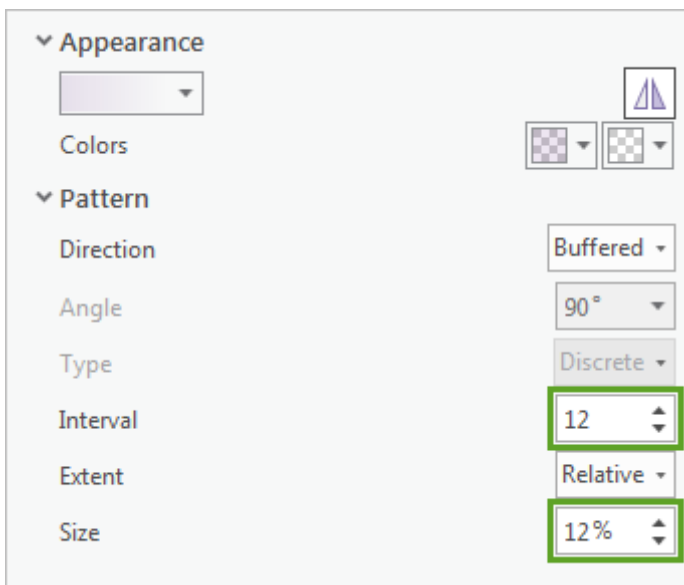 Appearance
Colors
Pattern
Direction Buffered
Angle 90°
Type Discrete
Interval 12
Extent Relative
Size 12%